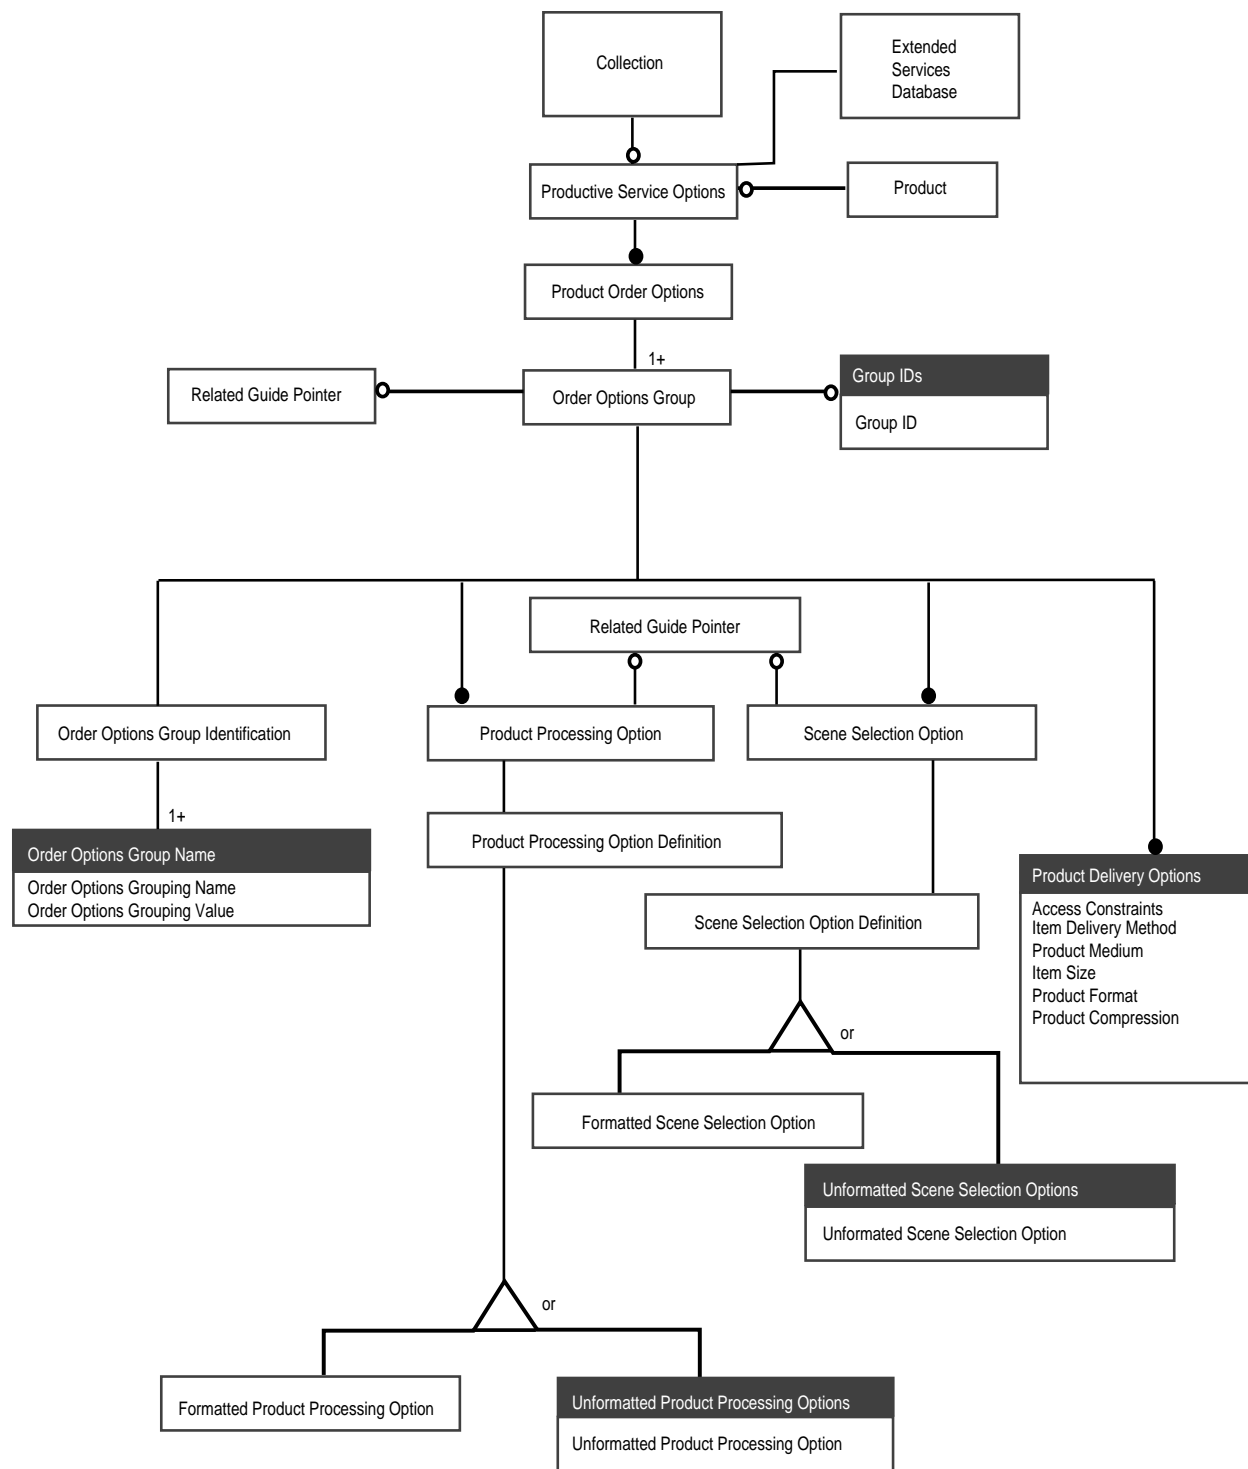 Collection
Extended
Services
Database
Productive Service Options
Product
Product Order Options
1+
Related Guide Pointer
Order Options Group
Group IDs
Group ID
Related Guide Pointer
Order Options Group Identification
Product Processing Option
Scene Selection Option
1+
Order Options Group Name
Order Options Grouping Name
Order Options Grouping Value
Product Processing Option Definition
Product Delivery Options
Access Constraints
Item Delivery Method
Product Medium
Item Size
Product Format
Product Compression
Scene Selection Option Definition
or
Formatted Scene Selection Option
Unformatted Scene Selection Options
Unformated Scene Selection Option
or
Formatted Product Processing Option
Unformatted Product Processing Options
Unformatted Product Processing Option